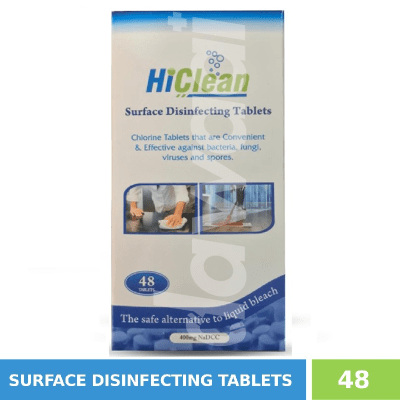 HiClean
Surface Disinfecting Tablets
Chlorine Tablets that are Convenient
& Effective against bacteria, fungi,
viruses and spores.
48
TABLETS
The safe alternative to liquid bleach
SURFACE DISINFECTING TABLETS
48